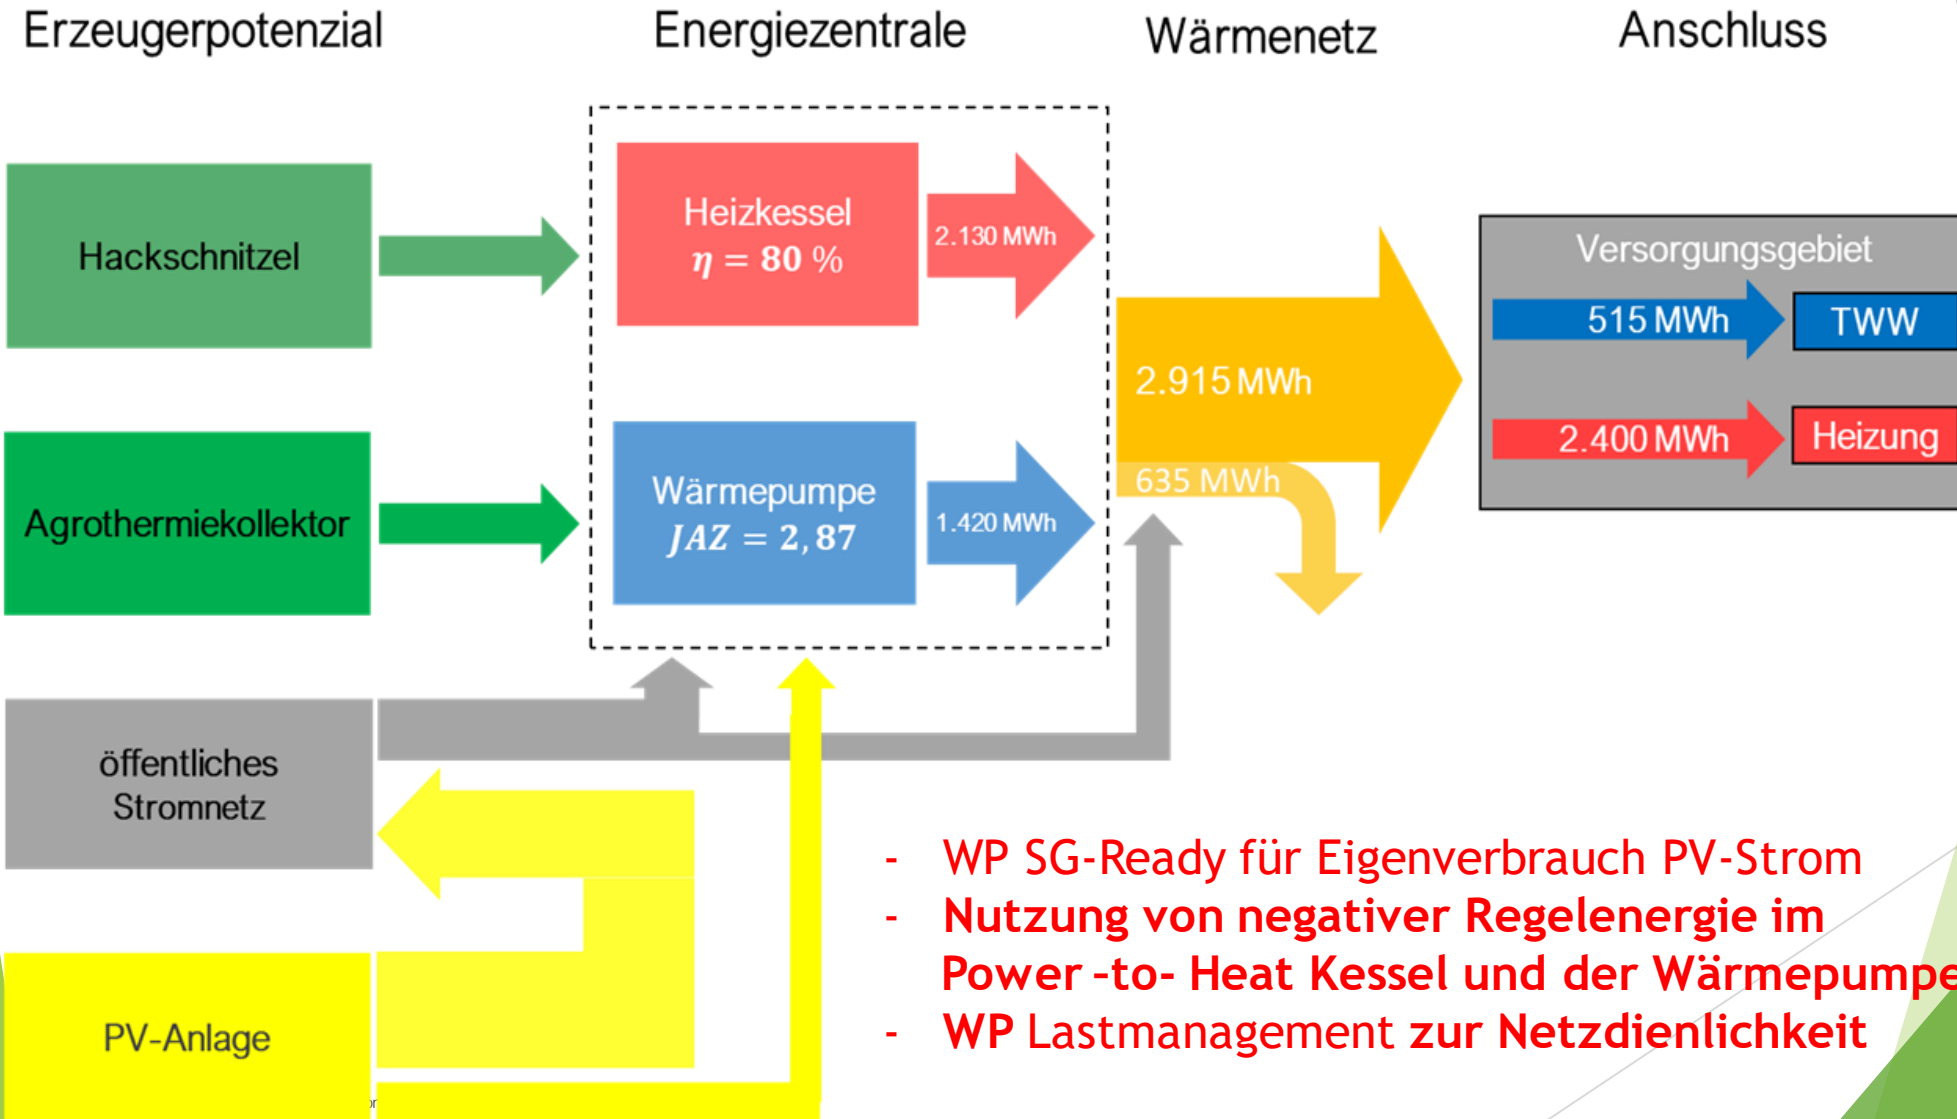 Erzeugerpotenzial
Energiezentrale
Wärmenetz
Anschluss
Hackschnitzel
Heizkessel
η = 80 %
2.130 MWh
Versorgungsgebiet
515 MWh
TWW
2.915 MWh
2.400 MWh
Heizung
635 MWh
Agrothermiekollektor
Wärmepumpe
JAZ = 2,87
1.420 MWh
öffentliches
Stromnetz
PV-Anlage
- WP SG-Ready für Eigenverbrauch PV-Strom
- Nutzung von negativer Regelenergie im
Power –to- Heat Kessel und der Wärmepumpe
- WP Lastmanagement zur Netzdienlichkeit